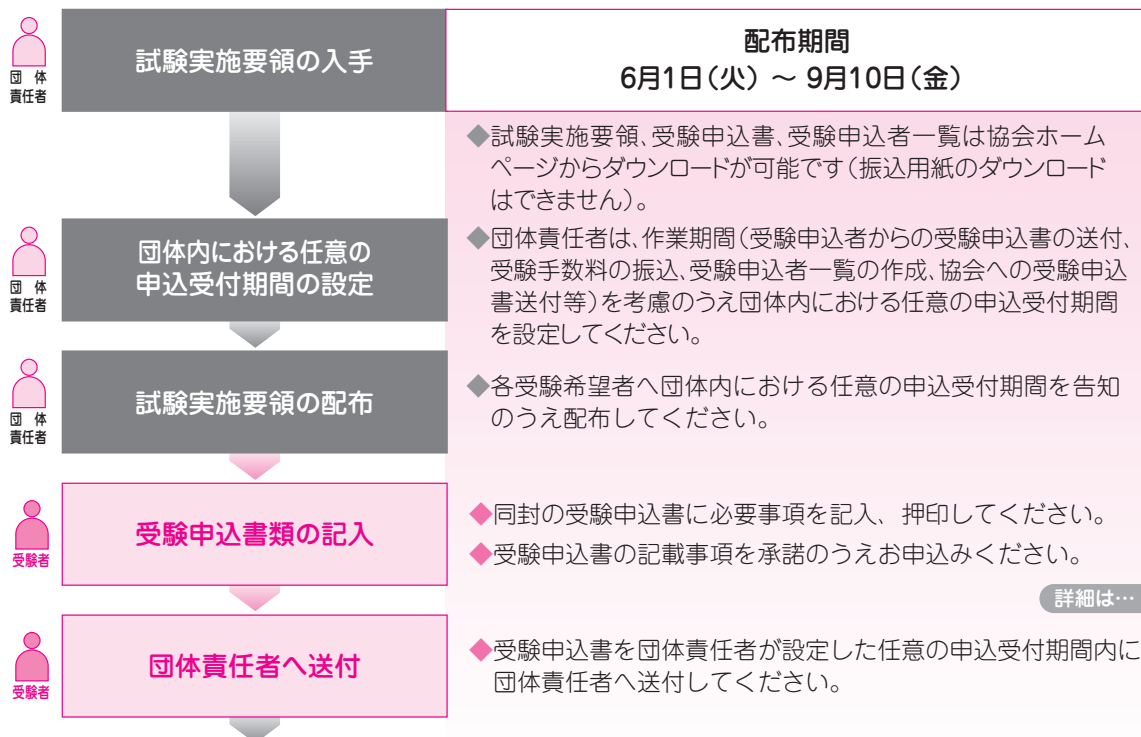 団体
責任者
試験実施要領の入手
配布期間
6月1日(火) ～ 9月10日(金)
◆試験実施要領、受験申込書、受験申込者一覧は協会ホーム
ページからダウンロードが可能です(振込用紙のダウンロード
はできません)。
団体
責任者
団体内における任意の
申込受付期間の設定
◆団体責任者は、作業期間(受験申込者からの受験申込書の送付、
受験手数料の振込、受験申込者一覧の作成、協会への受験申込
書送付等)を考慮のうえ団体内における任意の申込受付期間
を設定してください。
団体
責任者
試験実施要領の配布
◆各受験希望者へ団体内における任意の申込受付期間を告知
のうえ配布してください。
受験者
受験申込書類の記入
◆同封の受験申込書に必要事項を記入、押印してください。
◆受験申込書の記載事項を承諾のうえお申込みください。
詳細は…
受験者
団体責任者へ送付
◆受験申込書を団体責任者が設定した任意の申込受付期間内に
団体責任者へ送付してください。